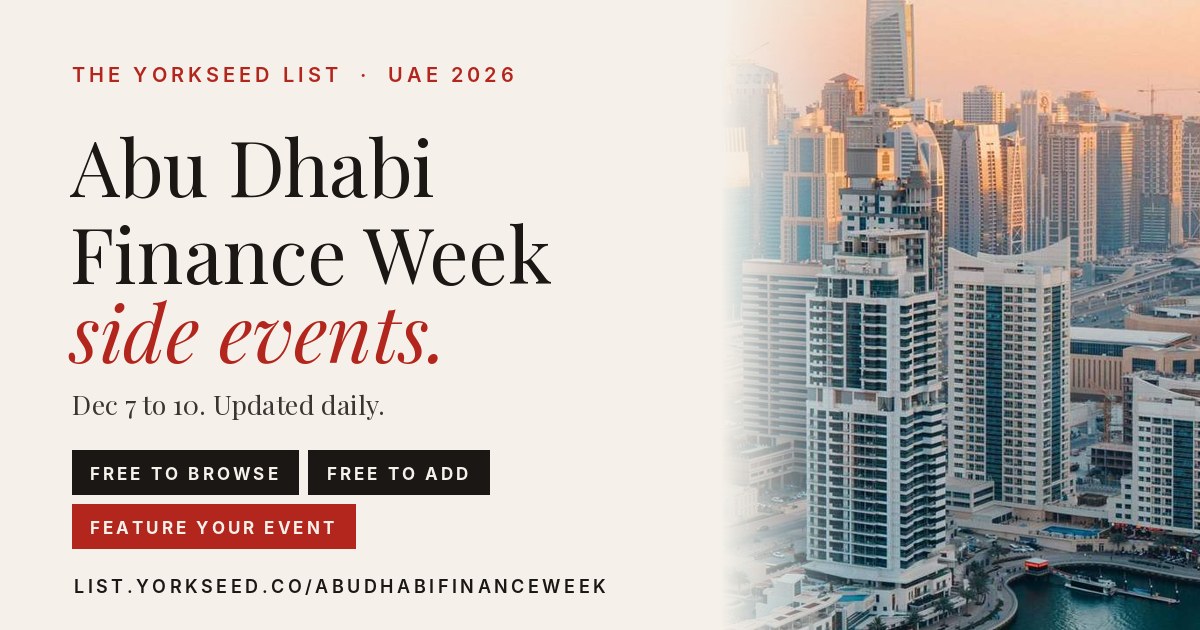 THE YORKSEED LIST · UAE 2026
Abu Dhabi
Finance Week
side events.
Dec 7 to 10. Updated daily.
FREE TO BROWSE FREE TO ADD
FEATURE YOUR EVENT
LIST.YORKSEED.CO/ABUDHABIFINANCEWEEK